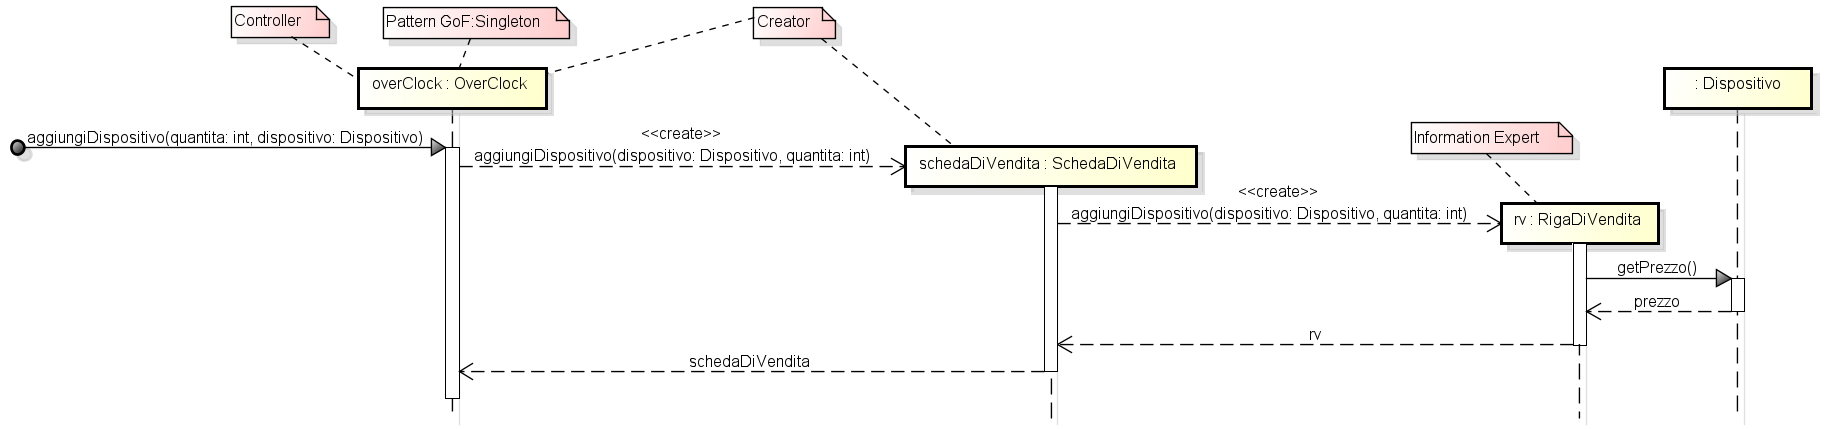 Controller
Pattern GoF:Singleton
Creator
overClock : OverClock
: Dispositivo
aggiungiDispositivo(quantita: int, dispositivo: Dispositivo)
<<create>>
aggiungiDispositivo(dispositivo: Dispositivo, quantita: int)
schedaDiVendita : SchedaDiVendita
Information Expert
<<create>>
aggiungiDispositivo(dispositivo: Dispositivo, quantita: int)
rv : RigaDiVendita
getPrezzo()
prezzo
rv
schedaDiVendita